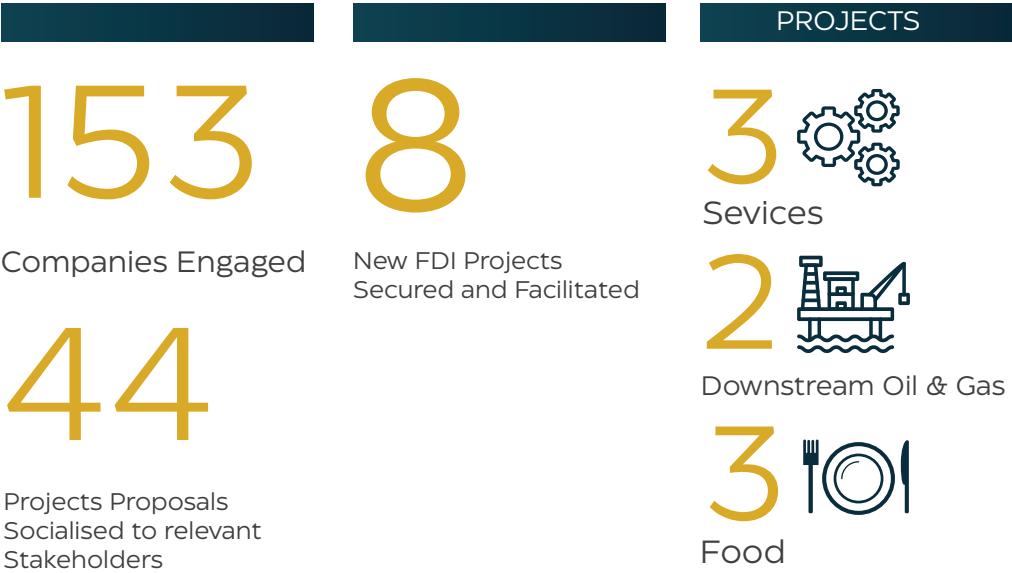 153
Companies Engaged
44
Projects Proposals
Socialised to relevant
Stakeholders
8
New FDI Projects
Secured and Facilitated
PROJECTS
3
Sevices
2
Downstream Oil & Gas
3
Food